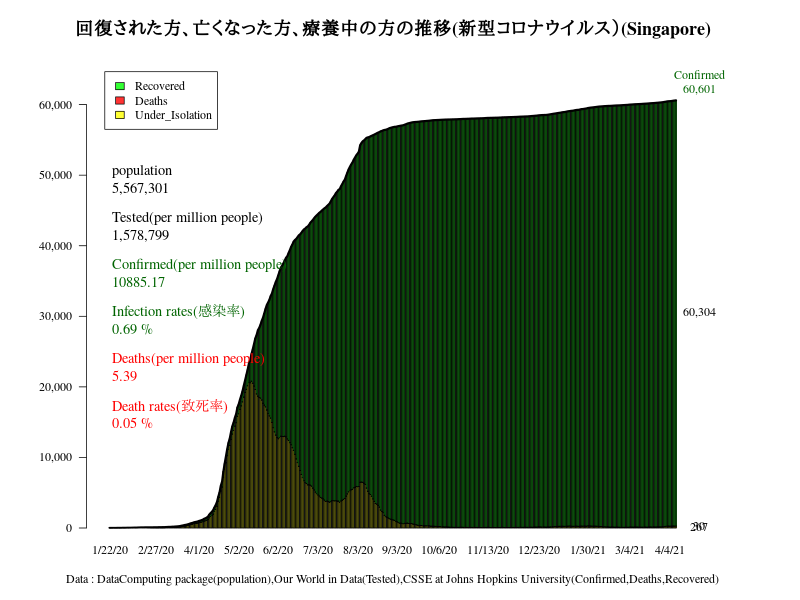 回復された方、亡くなった方、療養中の方の推移(新型コロナウイルス)(Singapore)
Confirmed
60,601
Recovered
Deaths
Under_Isolation
60,000
50,000
40,000
30,000
20,000
10,000
0
population
5,567,301
Tested(per million people)
1,578,799
Confirmed(per million people)
10885.17
Infection rates(感染率)
0.69 %
Deaths(per million people)
5.39
Death rates(致死率)
0.05 %
60,304
30
267
1/22/20 2/27/20 4/1/20 5/2/20 6/2/20 7/3/20 8/3/20 9/3/20 10/6/20 11/13/20 12/23/20 1/30/21 3/4/21 4/4/21
Data : DataComputing package(population),Our World in Data(Tested),CSSE at Johns Hopkins University(Confirmed,Deaths,Recovered)